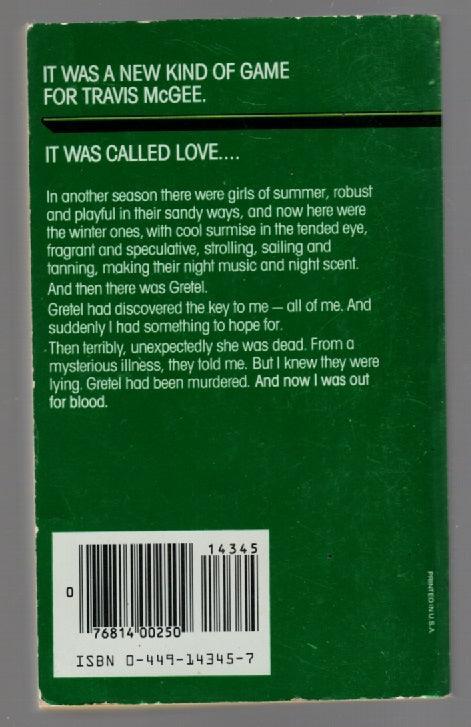 IT WAS A NEW KIND OF GAME
FOR TRAVIS McGEE.
IT WAS CALLED LOVE....
In another season there were girls of summer, robust
and playful in their sandy ways, and now here were
the winter ones, with cool surmise in the tended eye,
fragrant and speculative, strolling, sailing and
tanning, making their night music and night scent.
And then there was Gretel.
Gretel had discovered the key to me — all of me. And
suddenly I had something to hope for.
Then terribly, unexpectedly she was dead. From a
mysterious illness, they told me. But I knew they were
lying. Gretel had been murdered. And now I was out
for blood.
14345
0
76814 00250
ISBN 0-449-14345-7
PRINTED IN U.S.A.